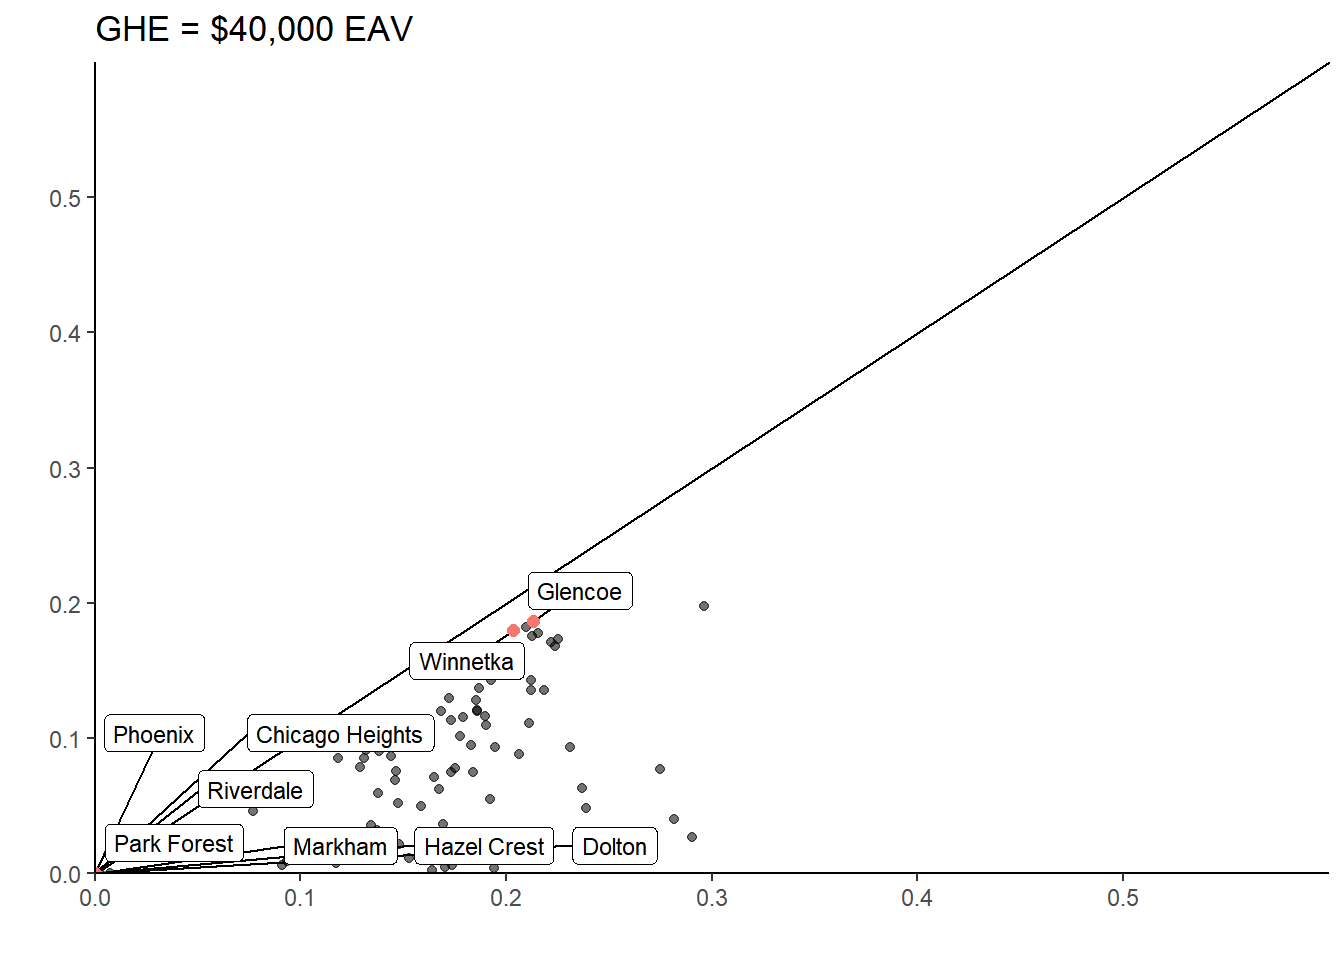 GHE = $40,000 EAV
0.5
0.4
0.3
0.2
0.1
0.0
Glencoe
Winnetka
Phoenix
Chicago Heights
Riverdale
Park Forest
Markham
Hazel Crest
Dolton
0.0
0.1
0.2
0.3
0.4
0.5